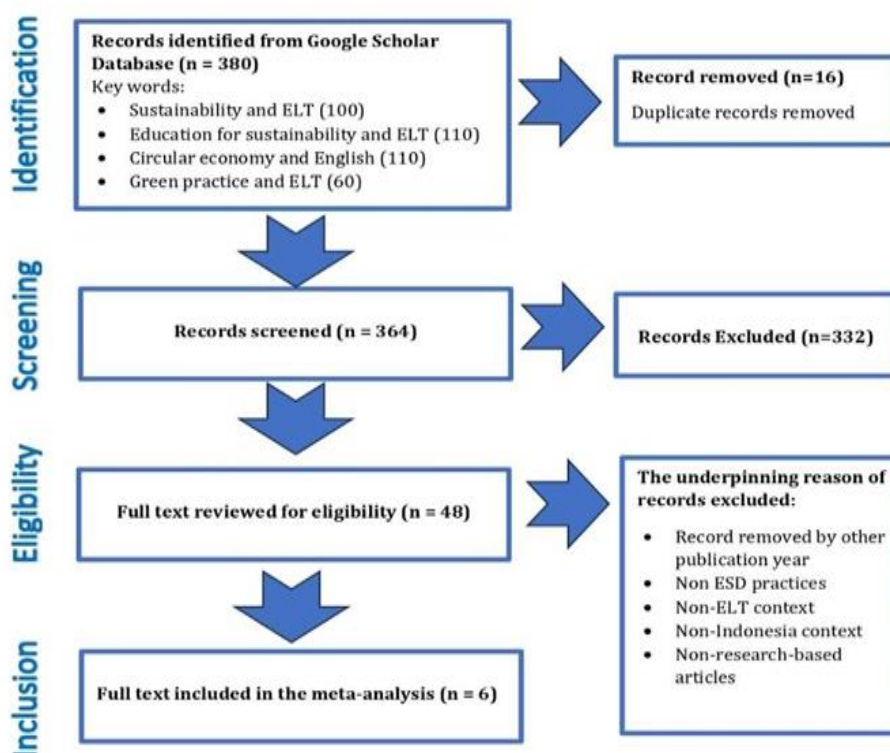 Identification
Records identified from Google Scholar
Database (n = 380)
Key words:
• Sustainability and ELT (100)
• Education for sustainability and ELT (110)
• Circular economy and English (110)
• Green practice and ELT (60)
Record removed (n=16)
Duplicate records removed
Screening
Records screened (n = 364)
Records Excluded (n=332)
Eligibility
Full text reviewed for eligibility (n = 48)
The underpinning reason of
records excluded:
• Record removed by other
publication year
• Non ESD practices
• Non-ELT context
• Non-Indonesia context
• Non-research-based
articles
Inclusion
Full text included in the meta-analysis (n = 6)